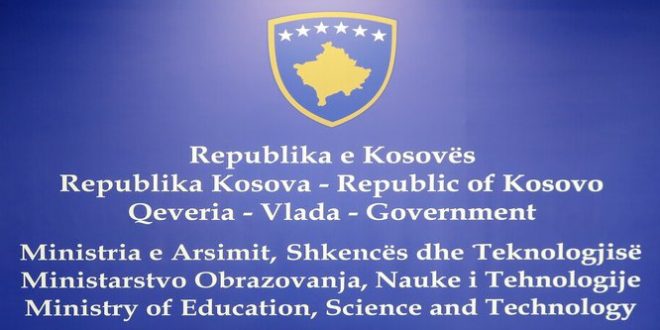 Republika e Kosovës
Republika Kosova - Republic of Kosovo
Qeveria - Vlada - Government
Ministria e Arsimit, Shkencës dhe Teknologjisë
Ministarstvo Obrazovanja, Nauke i Tehnologije
Ministry of Education, Science and Technology